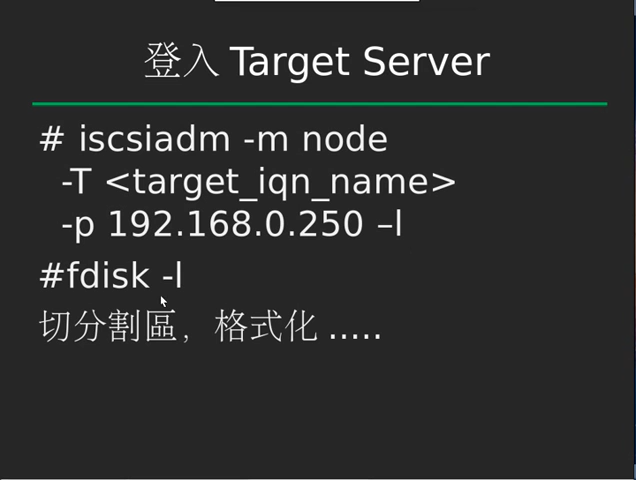 登入 Target Server
# iscsiadm -m node
-T <target_iqn_name>
-p 192.168.0.250 –l
#fdisk -l
切分割區，格式化 .....